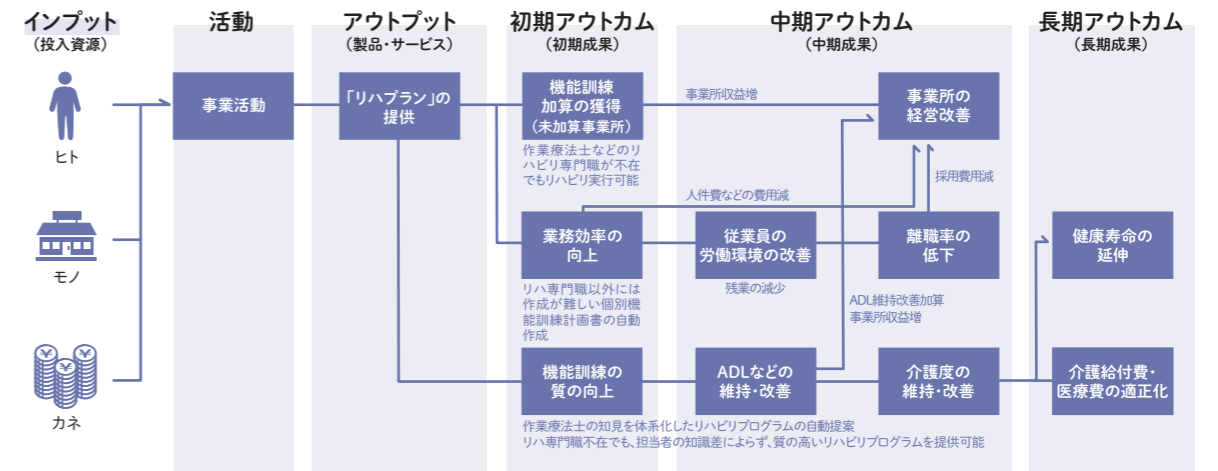 インプット
(投入資源)
活動
アウトプット
(製品・サービス)
初期アウトカム
(初期成果)
中期アウトカム
(中期成果)
長期アウトカム
(長期成果)
ヒト
モノ
カネ
事業活動
「リハプラン」の
提供
機能訓練
加算の獲得
(未加算事業所)
作業療法士などのリ
ハビリ専門職が不在
でもリハビリ実行可能
事業所収益増
事業所の
経営改善
人件費などの費用減
採用費用減
業務効率の
向上
リハ専門職以外には
作成が難しい個別機
能訓練計画書の自動
作成
従業員の
労働環境の改善
残業の減少
離職率の
低下
ADL維持改善加算
事業所収益増
健康寿命の
延伸
機能訓練の
質の向上
ADLなどの
維持・改善
介護度の
維持・改善
介護給付費・
医療費の適正化
作業療法士の知見を体系化したリハビリプログラムの自動提案
リハ専門職不在でも、担当者の知識差によらず、質の高いリハビリプログラムを提供可能
¥
¥
¥